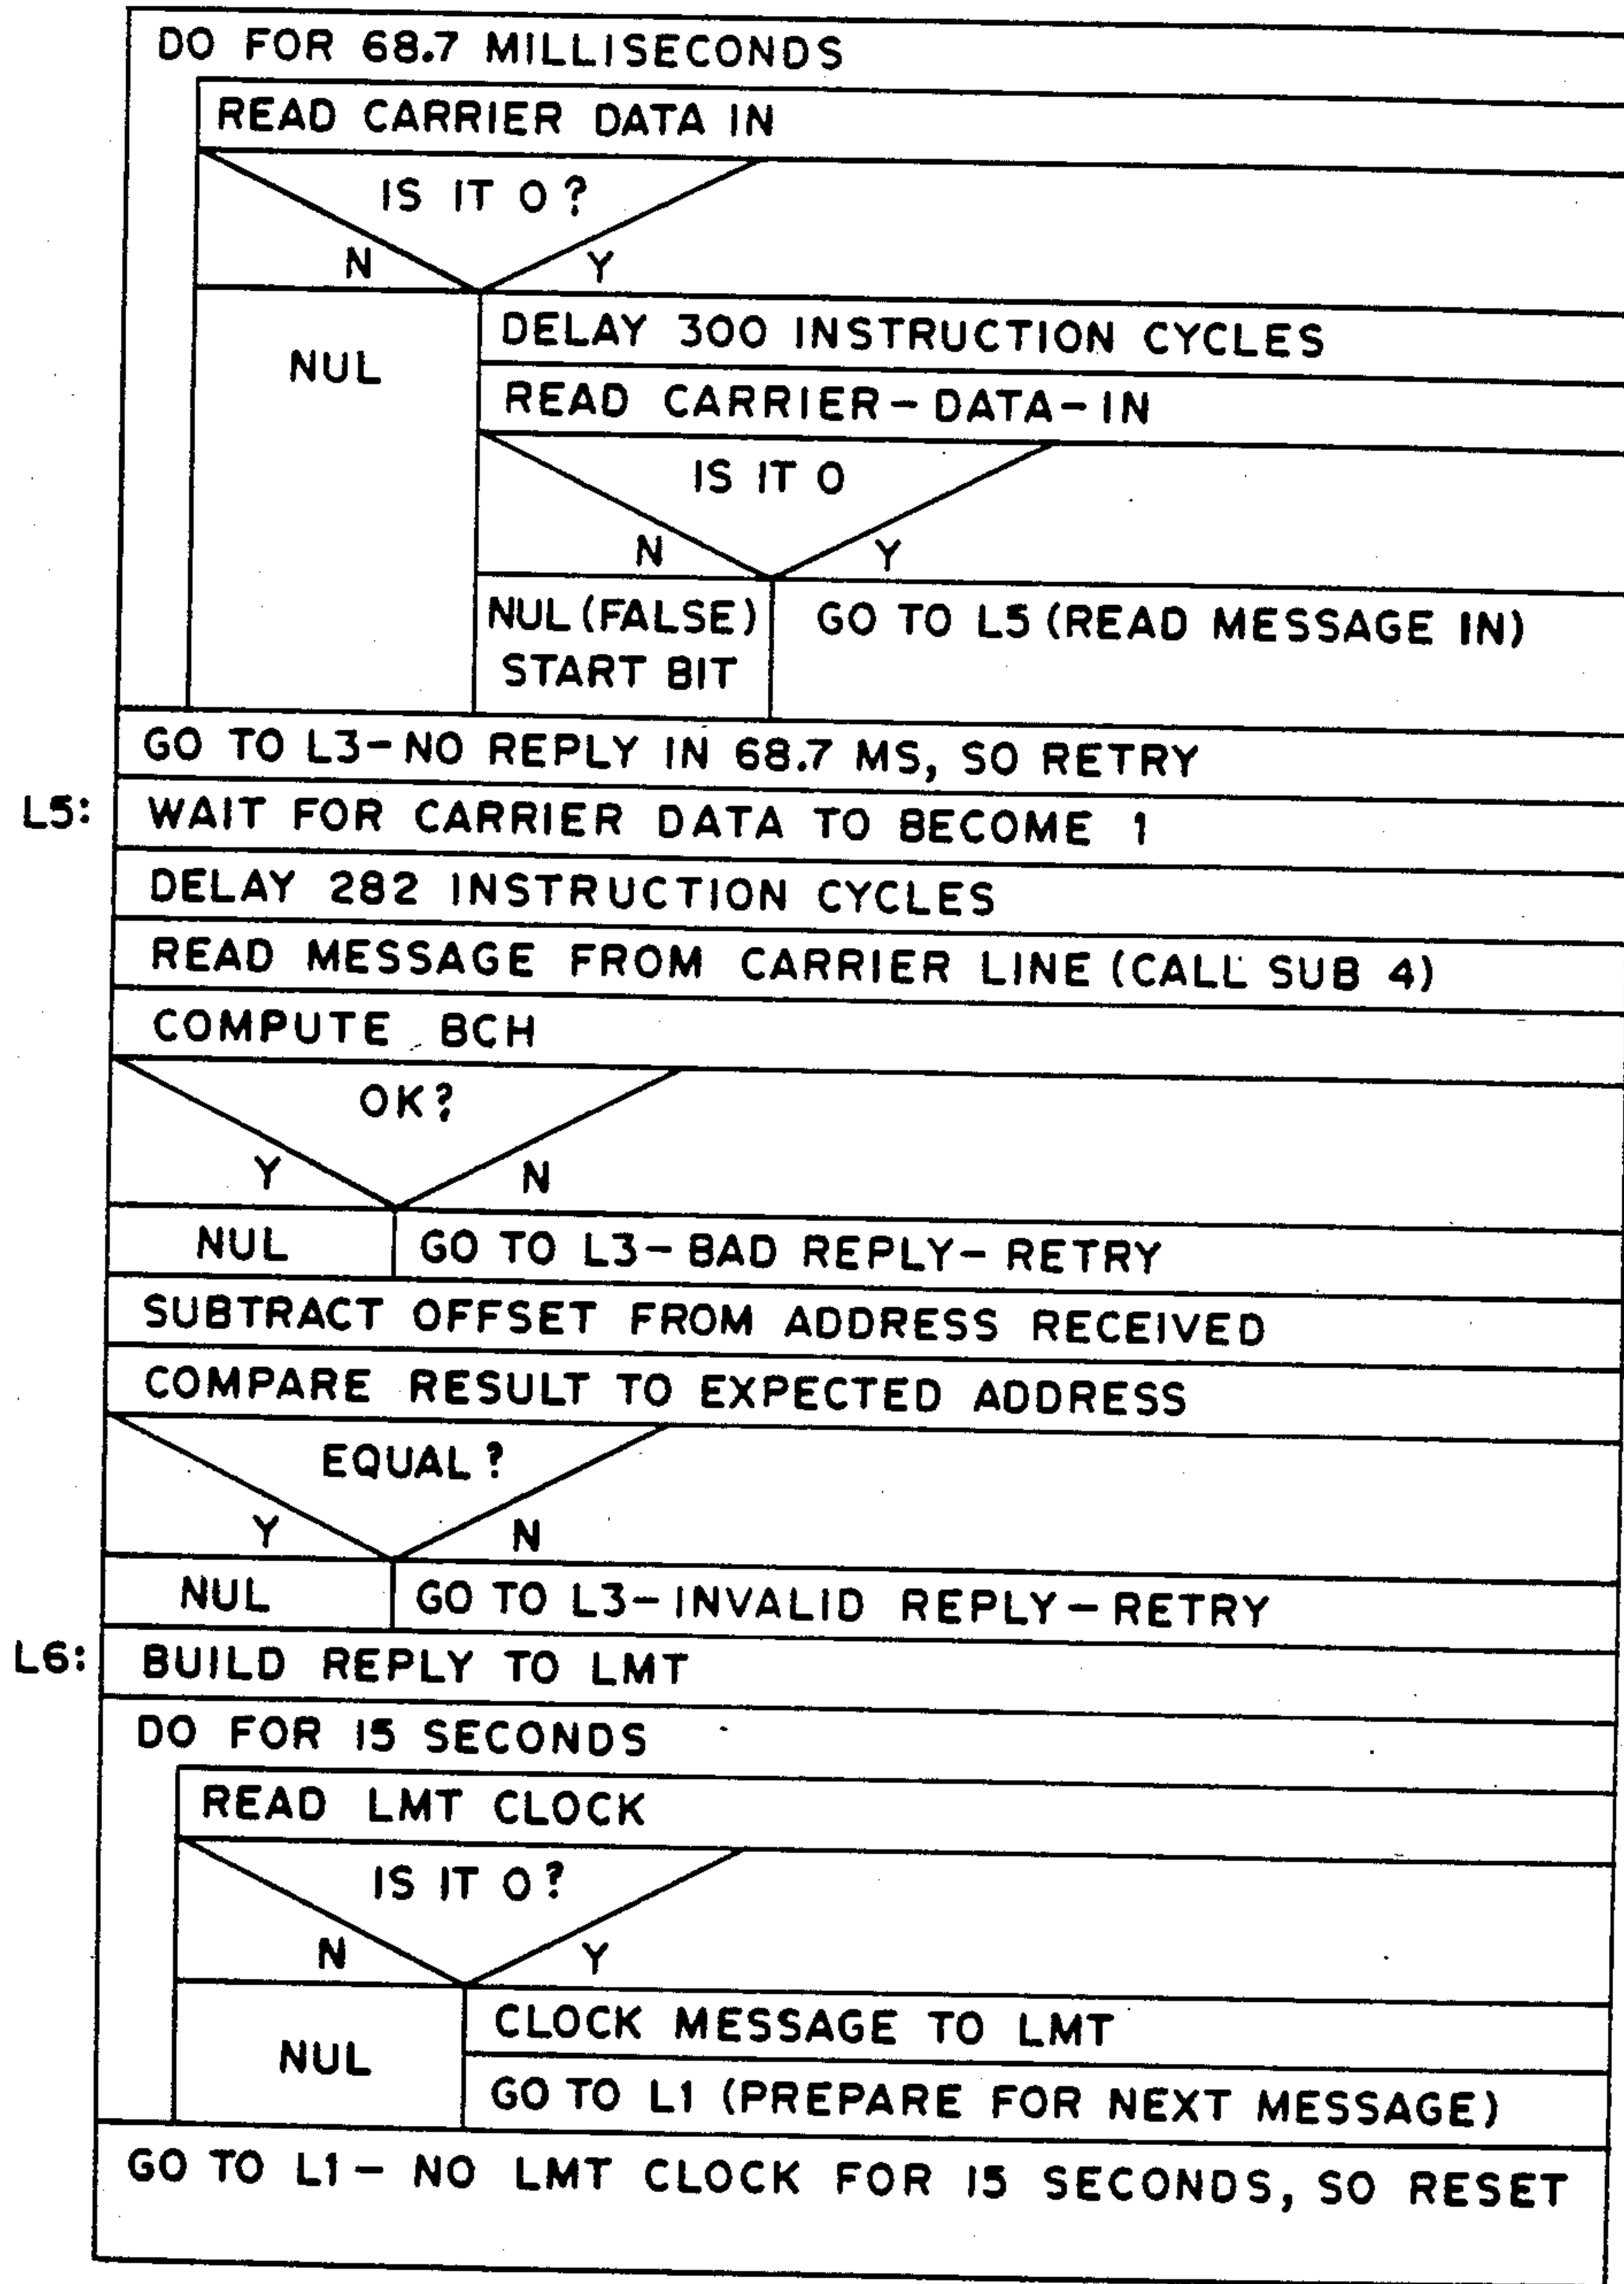 DO FOR 68.7 MILLISECONDS
READ CARRIER DATA IN
IS IT 0?
N
Y
NUL
DELAY 300 INSTRUCTION CYCLES
READ CARRIER-DATA-IN
IS IT 0
N
Y
NUL (FALSE)
START BIT
GO TO L5 (READ MESSAGE IN)
GO TO L3-NO REPLY IN 68.7 MS, SO RETRY
L5:
WAIT FOR CARRIER DATA TO BECOME 1
DELAY 282 INSTRUCTION CYCLES
READ MESSAGE FROM CARRIER LINE (CALL SUB 4)
COMPUTE BCH
OK?
Y
N
NUL
GO TO L3-BAD REPLY-RETRY
SUBTRACT OFFSET FROM ADDRESS RECEIVED
COMPARE RESULT TO EXPECTED ADDRESS
EQUAL?
Y
N
NUL
GO TO L3-INVALID REPLY-RETRY
L6:
BUILD REPLY TO LMT
DO FOR 15 SECONDS
READ LMT CLOCK
IS IT 0?
N
Y
NUL
CLOCK MESSAGE TO LMT
GO TO L1 (PREPARE FOR NEXT MESSAGE)
GO TO L1- NO LMT CLOCK FOR 15 SECONDS, SO RESET